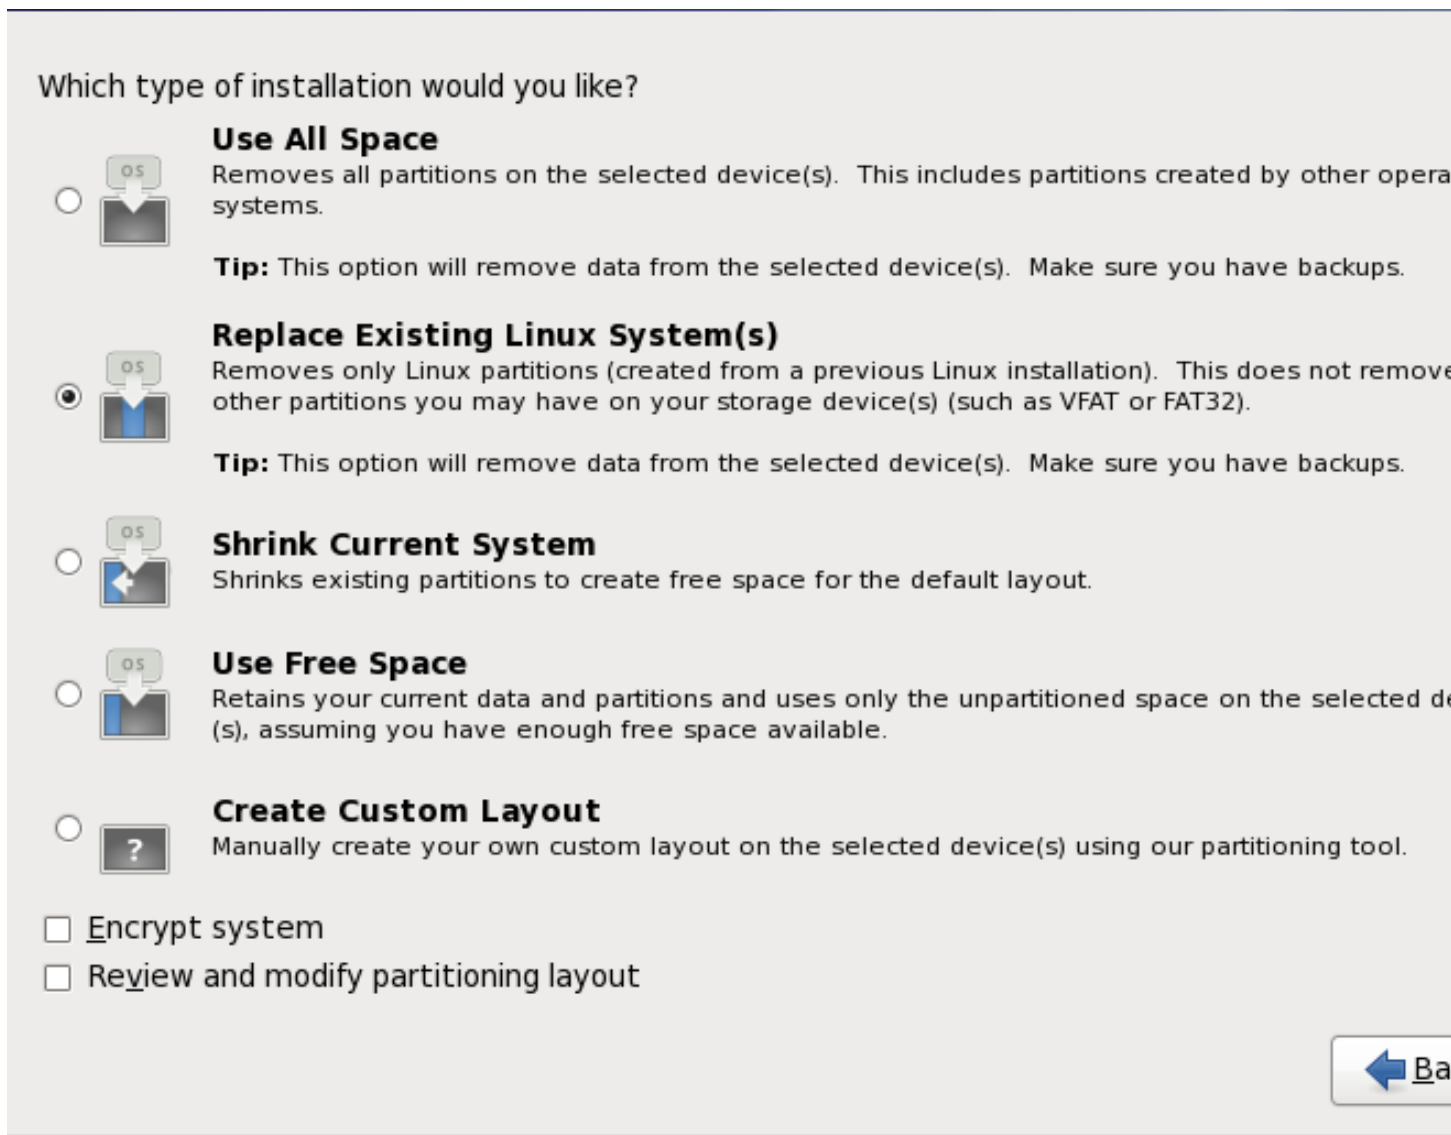 Which type of installation would you like?
Use All Space
OS
Removes all partitions on the selected device(s).  This includes partitions created by other opera
systems.
Tip: This option will remove data from the selected device(s).  Make sure you have backups.
Replace Existing Linux System(s)
OS
Removes only Linux partitions (created from a previous Linux installation).  This does not remove
other partitions you may have on your storage device(s) (such as VFAT or FAT32).
Tip: This option will remove data from the selected device(s).  Make sure you have backups.
OS
Shrink Current System
Shrinks existing partitions to create free space for the default layout.
OS
Use Free Space
Retains your current data and partitions and uses only the unpartitioned space on the selected de
(s), assuming you have enough free space available.
Create Custom Layout
?
Manually create your own custom layout on the selected device(s) using our partitioning tool.
Encrypt system
Review and modify partitioning layout
Ba